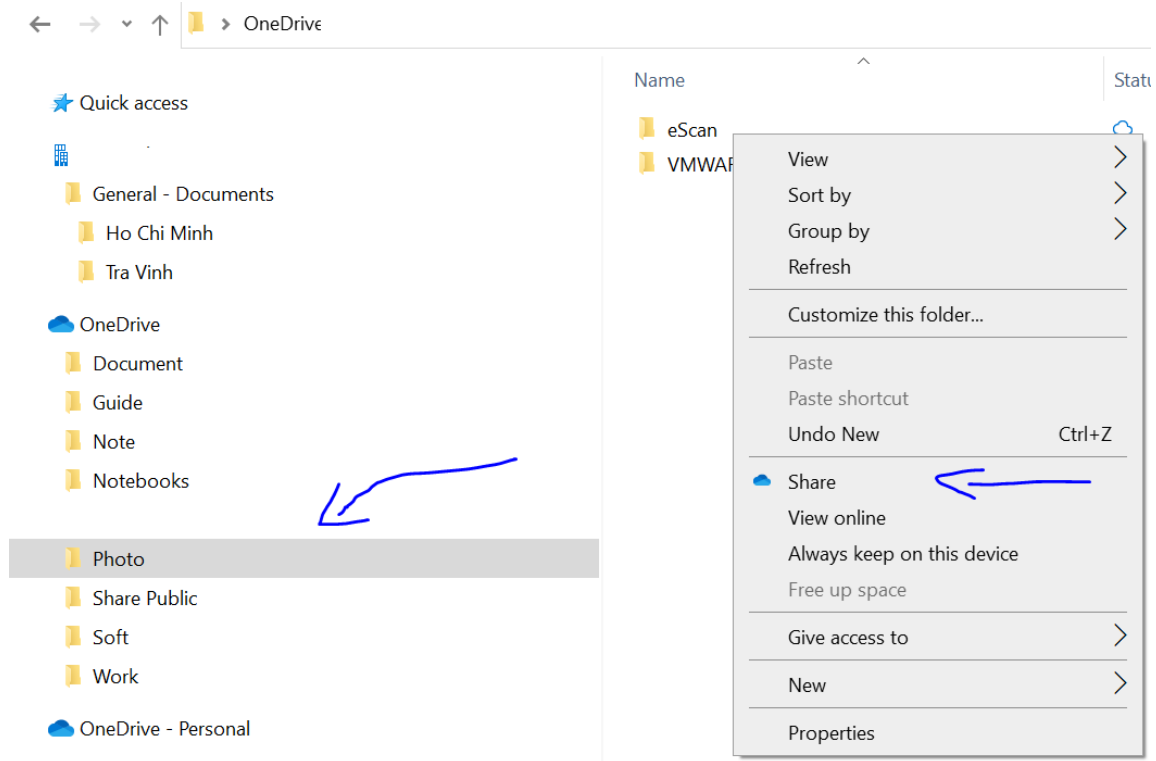 OneDrive
Name
Quick access
General - Documents
Ho Chi Minh
Tra Vinh
OneDrive
Document
Guide
Note
Notebooks
Photo
Share Public
Soft
Work
OneDrive - Personal
eScan
View
Sort by
Group by
Refresh
Customize this folder...
Paste
Paste shortcut
Undo New Ctrl+Z
Share
View online
Always keep on this device
Free up space
Give access to
New
Properties